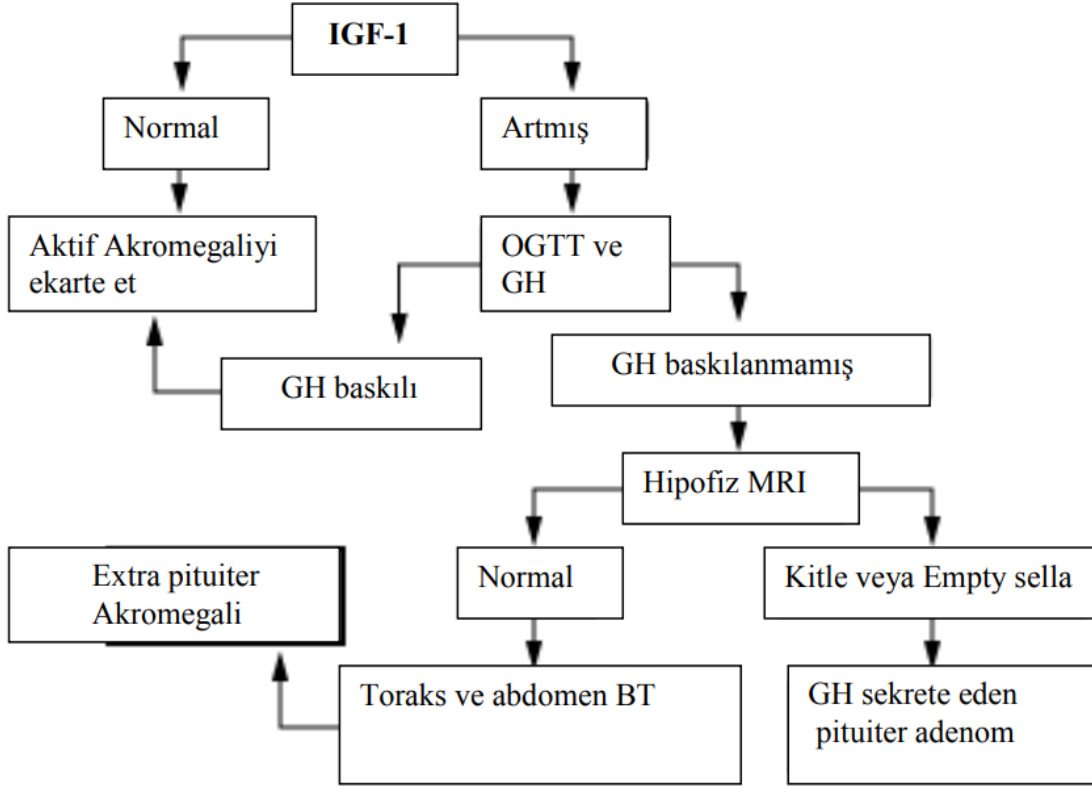 IGF-1
Normal
Artmış
Aktif Akromegaliyi
ekarte et
OGTT ve
GH
GH baskılı
GH baskılanmamış
Hipofiz MRI
Extra pituiter
Akromegali
Normal
Kitle veya Empty sella
Toraks ve abdomen BT
GH sekrete eden
pituiter adenom